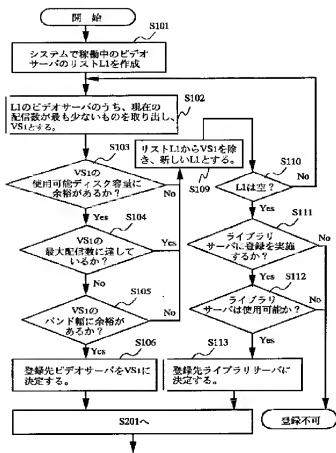 開始
S101
システムで稼働中のビデオ
サーバのリストL1を作成
S102
L1のビデオサーバのうち、現在の
配信数が最も少ないものを取り出し、
VS1とする。
S103
VS1の
使用可能ディスク容量に
余裕があるか?
No
Yes
S104
VS1の
最大配信数に達して
いるか?
Yes
No
S105
VS1の
バンド幅に余裕
があるか?
No
Yes
S106
登録先ビデオサーバをVS1に
決定する。
リストL1からVS1を除
き、新しいL1とする。
S109
S110
L1は空?
No
Yes
S111
ライブラリ
サーバに登録を実施
するか?
No
Yes
S112
ライブラリ
サーバは使用可能か?
No
Yes
S113
登録先ライブラリサーバに
決定する。
S201へ
登録不可